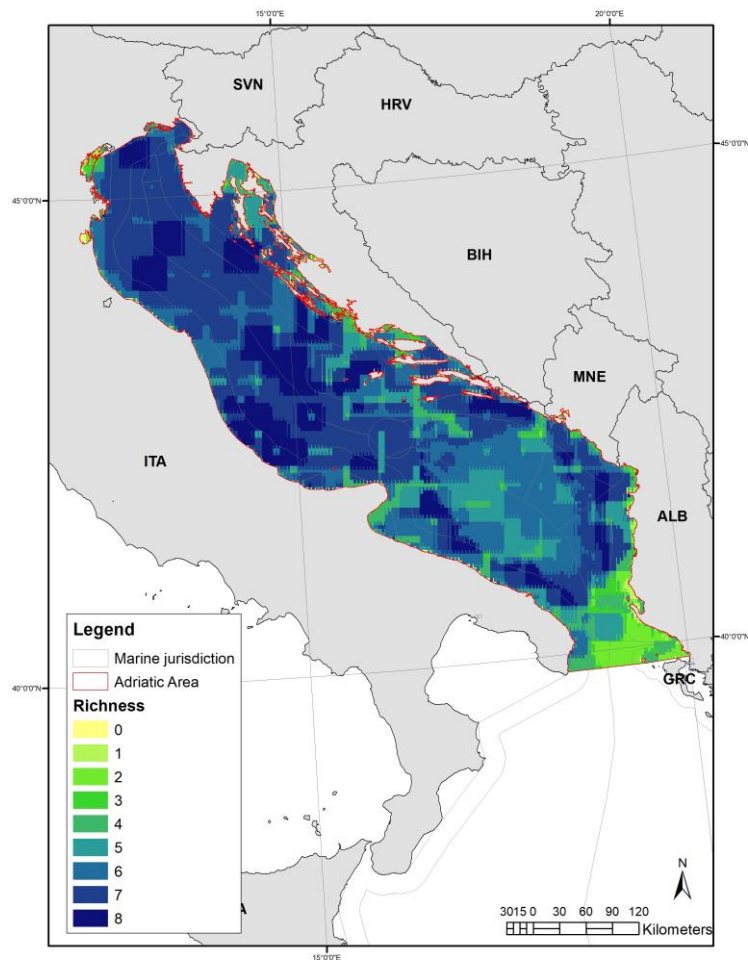 15°0'0"E
20°0'0"E
SVN
HRV
45°0'0"N
45°0'0"N
BIH
MNE
ITA
ALB
40°0'0"N
40°0'0"N
GRC
Legend
Marine jurisdiction
Adriatic Area
Richness
0
1
2
3
4
5
6
7
8
A
N
3015 0 30 60 90 120
Kilometers
15°0'0"E